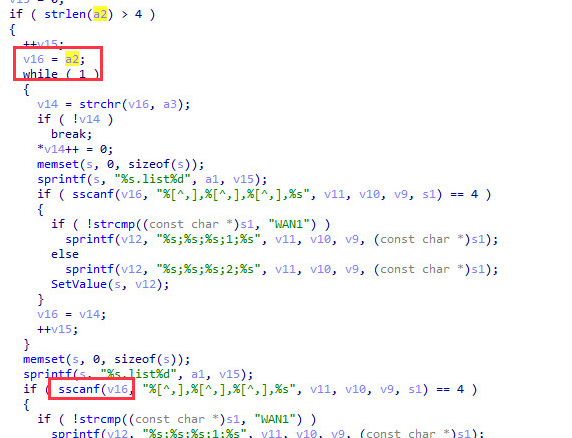 if ( strlen(a2) > 4 )
{
++v15;
v16 = a2;
while ( 1 )
{
v14 = strchr(v16, a3);
if ( !v14 )
break;
*v14++ = 0;
memset(s, 0, sizeof(s));
sprintf(s, "%s.list%d", a1, v15);
if ( sscanf(v16, "%[^,],%[^,],%[^,],%s", v11, v10, v9, s1) == 4 )
{
if ( !strcmp((const char *)s1, "WAN1") )
sprintf(v12, "%s;%s;%s;1;%s", v11, v10, v9, (const char *)s1);
else
sprintf(v12, "%s;%s;%s;2;%s", v11, v10, v9, (const char *)s1);
SetValue(s, v12);
}
v16 = v14;
++v15;
}
memset(s, 0, sizeof(s));
sprintf(s, "%s.list%d", a1, v15);
if ( sscanf(v16, "%[^,],%[^,],%[^,],%s", v11, v10, v9, s1) == 4 )
{
if ( !strcmp((const char *)s1, "WAN1") )
sprintf(v12, "%s;%s;%s;1;%s", v11, v10, v9, (const char *)s1);